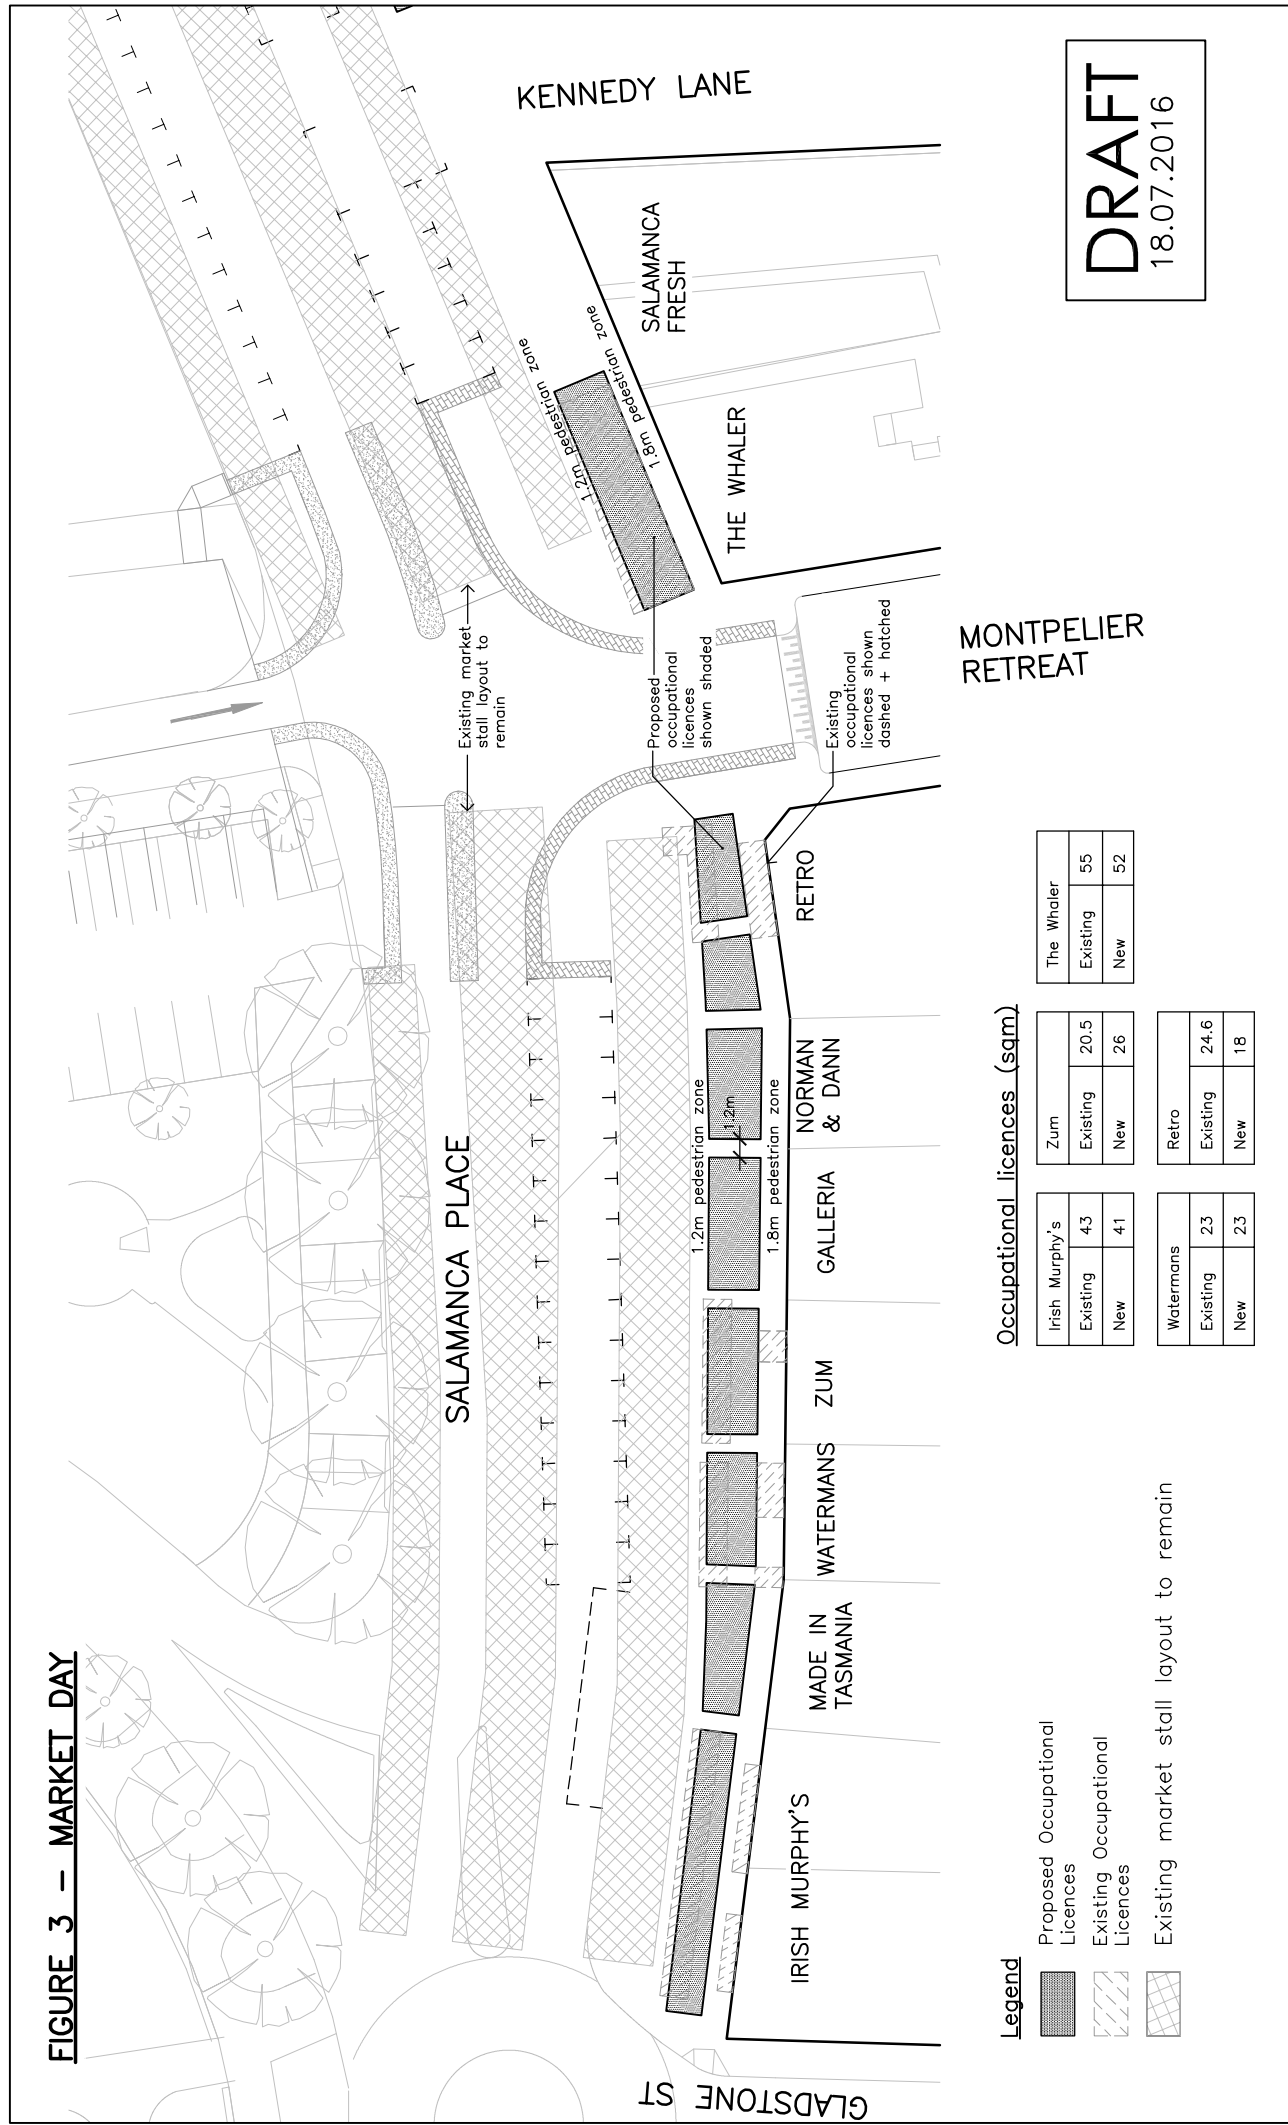 FIGURE 3 – MARKET DAY
SALAMANCA PLACE
KENNEDY LANE
GLADSTONE ST
MONTPELIER
RETREAT
Existing market
stall layout to
remain
Proposed
occupational
licences
shown shaded
Existing
occupational
licences shown
dashed + hatched
1.2m pedestrian zone
1.8m pedestrian zone
1.2m pedestrian zone
1.2m
1.8m pedestrian zone
IRISH MURPHY'S
MADE IN
TASMANIA
WATERMANS
ZUM
GALLERIA
NORMAN
& DANN
RETRO
THE WHALER
SALAMANCA
FRESH
Legend
Proposed Occupational
Licences
Existing Occupational
Licences
Existing market stall layout to remain
Occupational licences (sqm)
Irish Murphy's
Existing 43
New 41
Zum
Existing 20.5
New 26
The Whaler
Existing 55
New 52
Watermans
Existing 23
New 23
Retro
Existing 24.6
New 18
DRAFT
18.07.2016